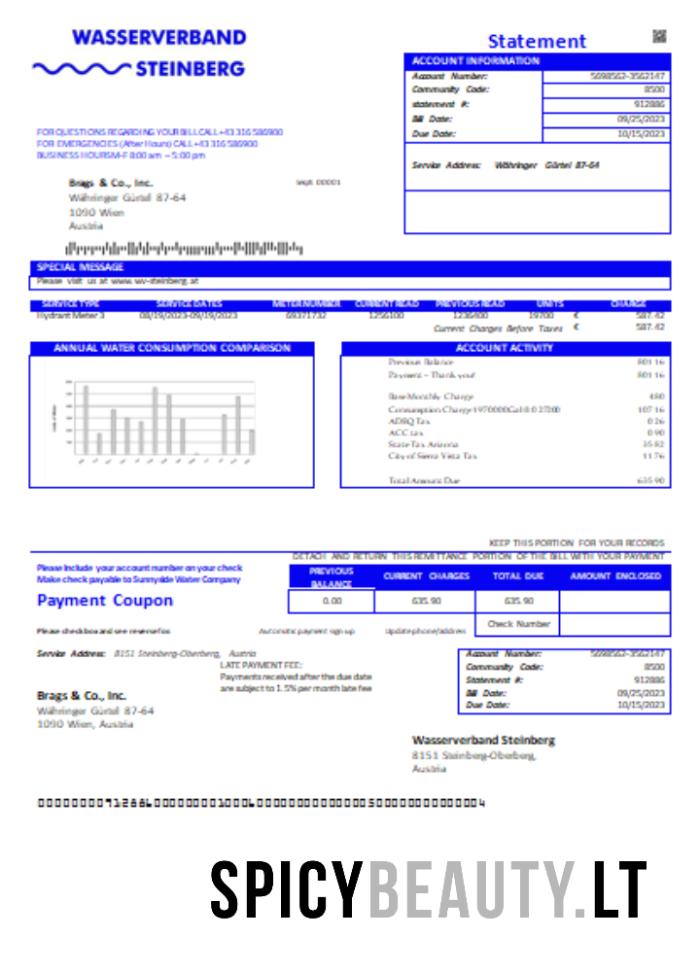 WASSERVERBAND
STEINBERG
Statement
ACCOUNT INFORMATION
Account Number: 5698562-3562147
Community Code: 8500
statement #: 912886
Bill Date: 09/25/2023
Due Date: 10/15/2023
Service Address: Währinger Gürtel 87-64
FOR QUESTIONS REGARDING YOUR BILL CALL +43 316 586900
FOR EMERGENCIES (After Hours) CALL +43 316 586900
BUSINESS HOURS M-F 8:00 am – 5:00 pm
Brags & Co., Inc.
Währinger Gürtel 87-64
1090 Wien
Austria
00001
SPECIAL MESSAGE
Please visit us at www.wv-steinberg.at
SERVICE TYPE SERVICE DATES METER NUMBER CURRENT READ PREVIOUS READ UNITS CHARGE
Hydrant Meter 3 08/19/2023-09/19/2023 69371732 1256100 1236400 19700 € 587.42
Current Charges Before Taxes € 587.42
ANNUAL WATER CONSUMPTION COMPARISON
ACCOUNT ACTIVITY
Previous Balance 801.16
Payment – Thank you! 801.16
Base Monthly Charge 480
Consumption Charge 1970000 Gal
ADRQ Tax 0.26
ACC tax 0.90
State Tax Arizona 35.82
City of Sierra Vista Tax 11.76
Total Amount Due 635.90
KEEP THIS PORTION FOR YOUR RECORDS
DETACH AND RETURN THIS REMITTANCE PORTION OF THE BILL WITH YOUR PAYMENT
Please Include your account number on your check
Make check payable to Sunnyside Water Company
Payment Coupon
PREVIOUS BALANCE CURRENT CHARGES TOTAL DUE AMOUNT ENCLOSED
0.00 635.90 635.90
Check Number
Please check box and see reverse for
Automatic payment sign up
Update phone/address
Service Address: 8151 Steinberg-Oberberg, Austria
LATE PAYMENT FEE:
Payments received after the due date
are subject to 1.5% per month late fee
Account Number: 5698562-3562147
Community Code: 8500
Statement #: 912886
Bill Date: 09/25/2023
Due Date: 10/15/2023
Brags & Co., Inc.
Währinger Gürtel 87-64
1090 Wien, Austria
Wasserverband Steinberg
8151 Steinberg-Oberberg,
Austria
SPICYBEAUTY.LT